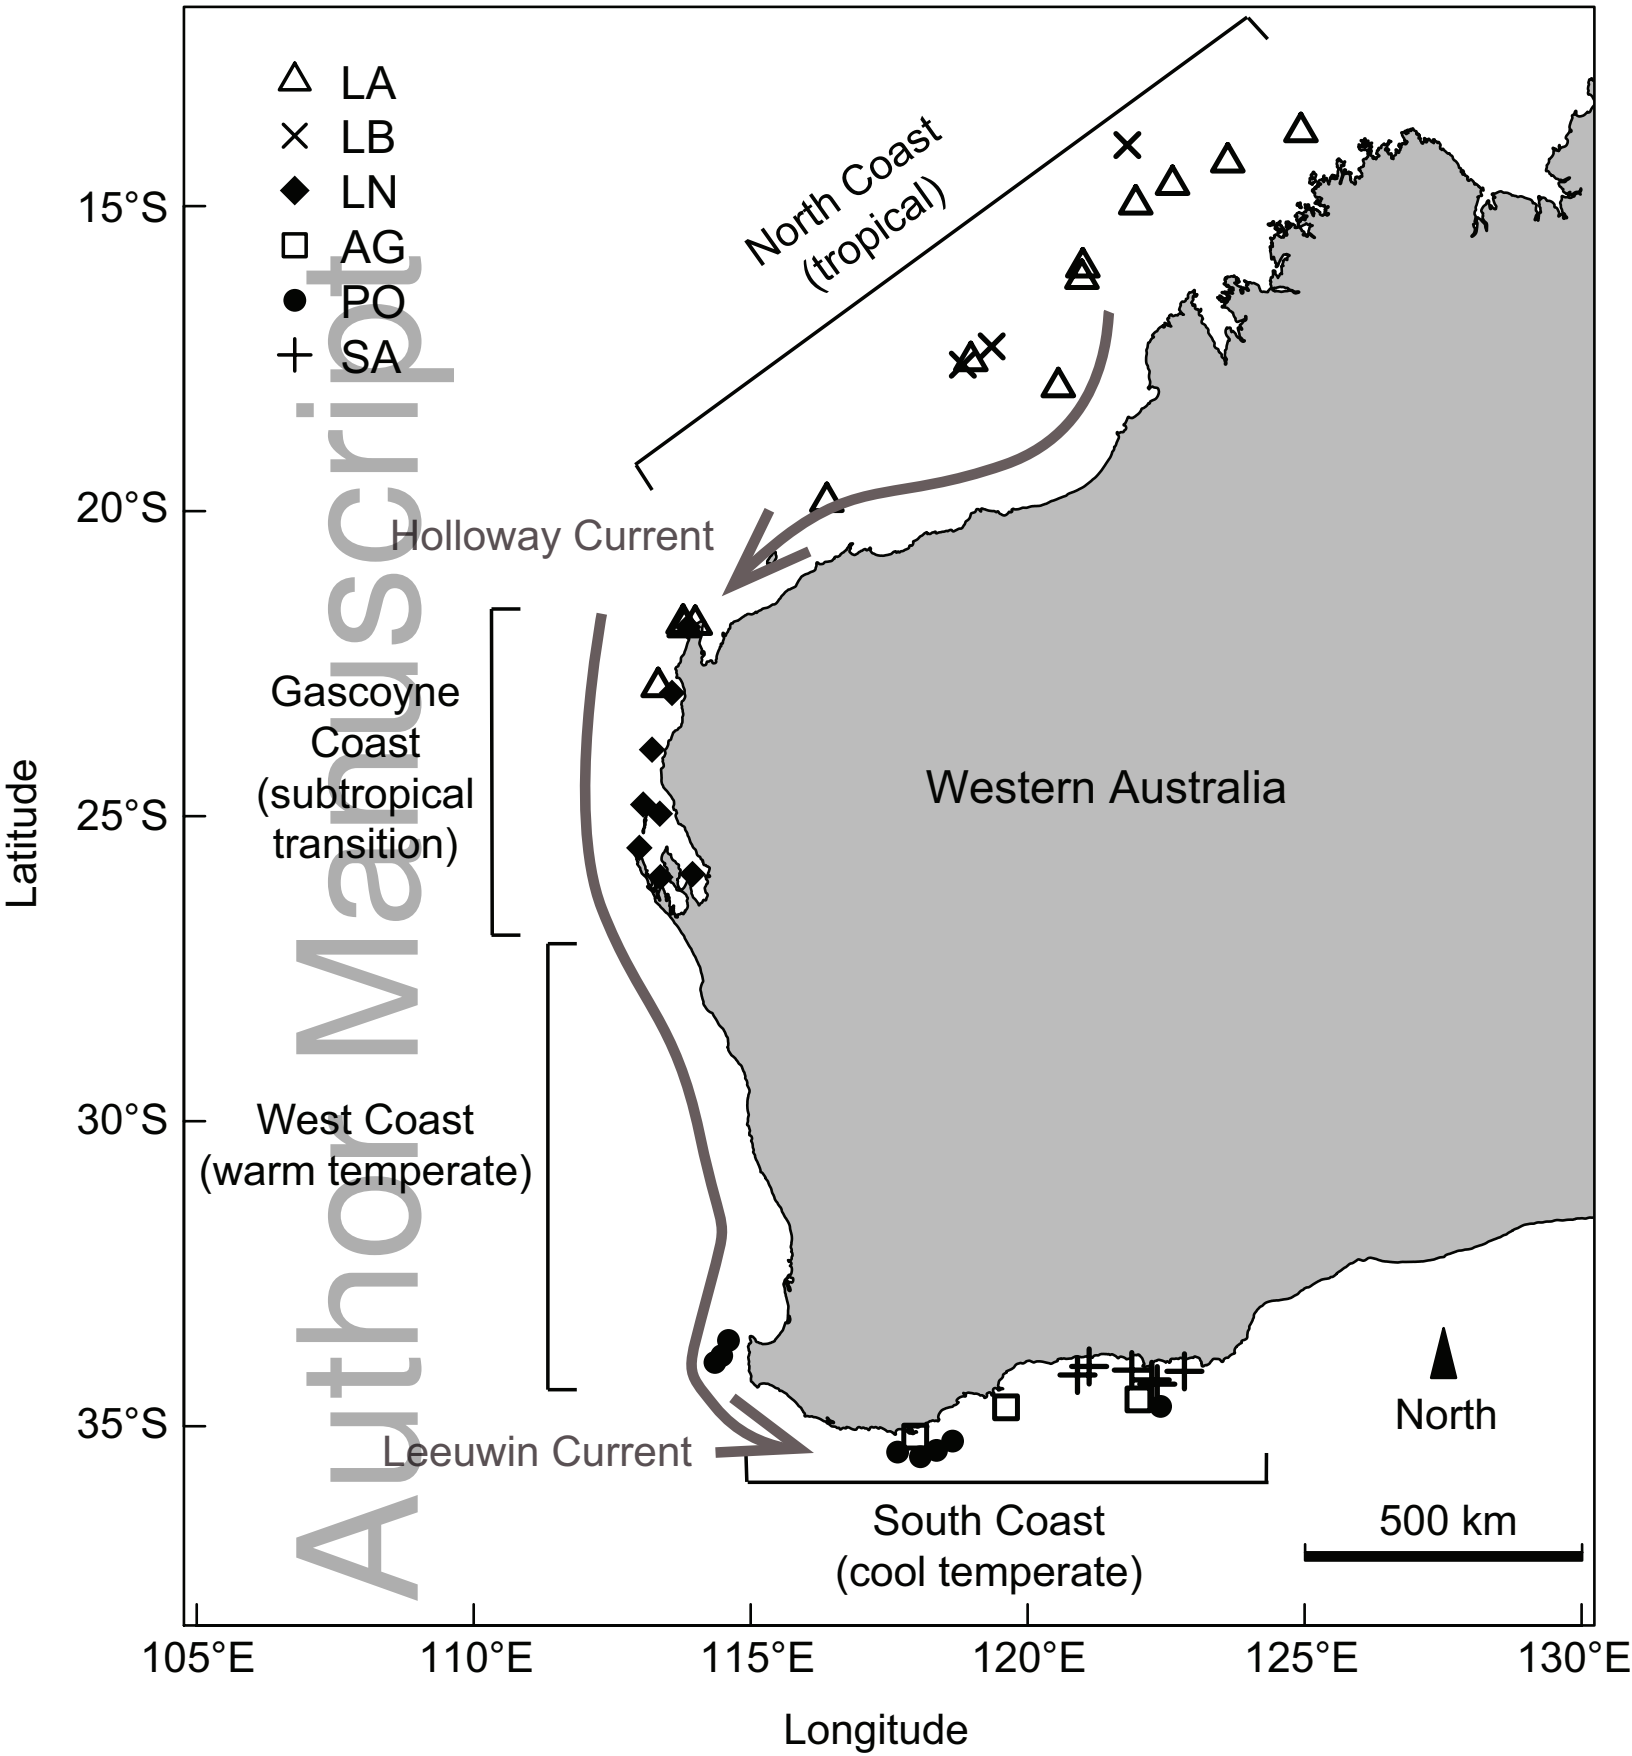 LA
LB
LN
AG
PO
SA
North Coast
(tropical)
15°S
20°S
25°S
30°S
35°S
Latitude
Holloway Current
Gascoyne
Coast
(subtropical
transition)
Western Australia
West Coast
(warm temperate)
Leeuwin Current
North
South Coast
(cool temperate)
500 km
105°E
110°E
115°E
120°E
125°E
130°E
Longitude
Author Manuscript